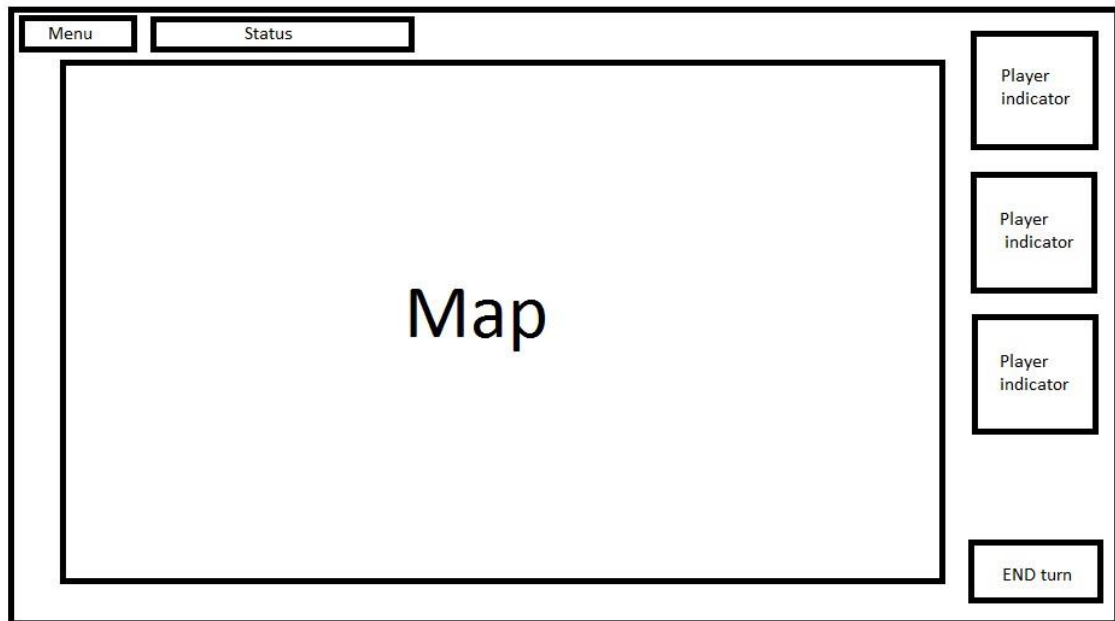 Menu
Status
Player
indicator
Player
indicator
Player
indicator
Map
END turn